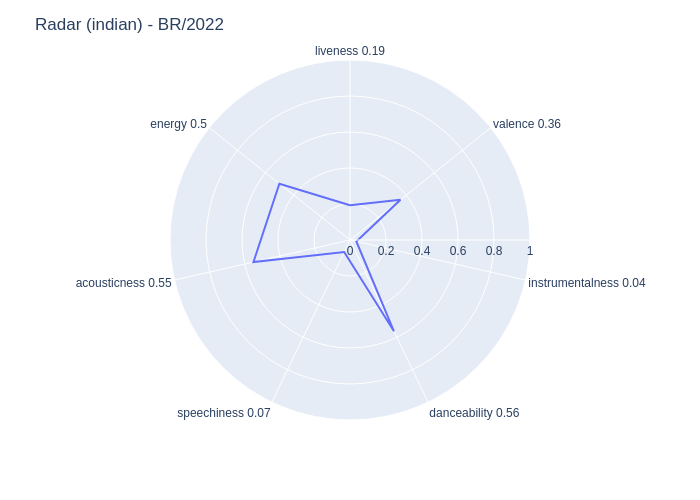 Radar (indian) - BR/2022
liveness 0.19
energy 0.5
valence 0.36
0
0.2
0.4
0.6
0.8
1
acousticness 0.55
instrumentalness 0.04
speechiness 0.07
danceability 0.56